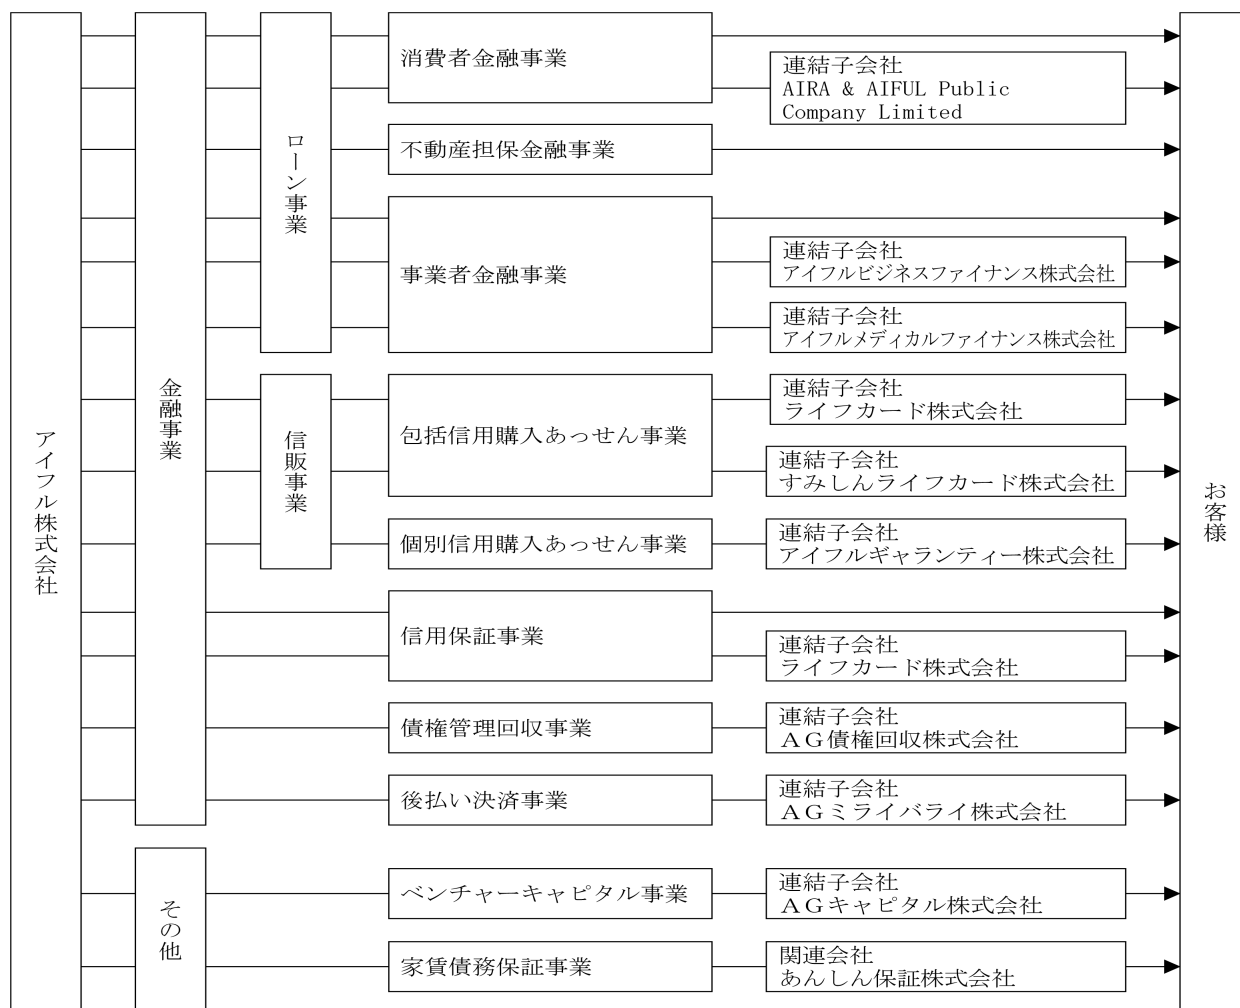 アイフル株式会社
金融事業
ローン事業
消費者金融事業
連結子会社
AIRA & AIFUL Public
Company Limited
不動産担保金融事業
事業者金融事業
連結子会社
アイフルビジネスファイナンス株式会社
連結子会社
アイフルメディカルファイナンス株式会社
信販事業
包括信用購入あっせん事業
連結子会社
ライフカード株式会社
連結子会社
すみしんライフカード株式会社
個別信用購入あっせん事業
連結子会社
アイフルギャランティー株式会社
信用保証事業
連結子会社
ライフカード株式会社
債権管理回収事業
連結子会社
ＡＧ債権回収株式会社
後払い決済事業
連結子会社
ＡＧミライバライ株式会社
その他
ベンチャーキャピタル事業
連結子会社
ＡＧキャピタル株式会社
家賃債務保証事業
関連会社
あんしん保証株式会社
お客様